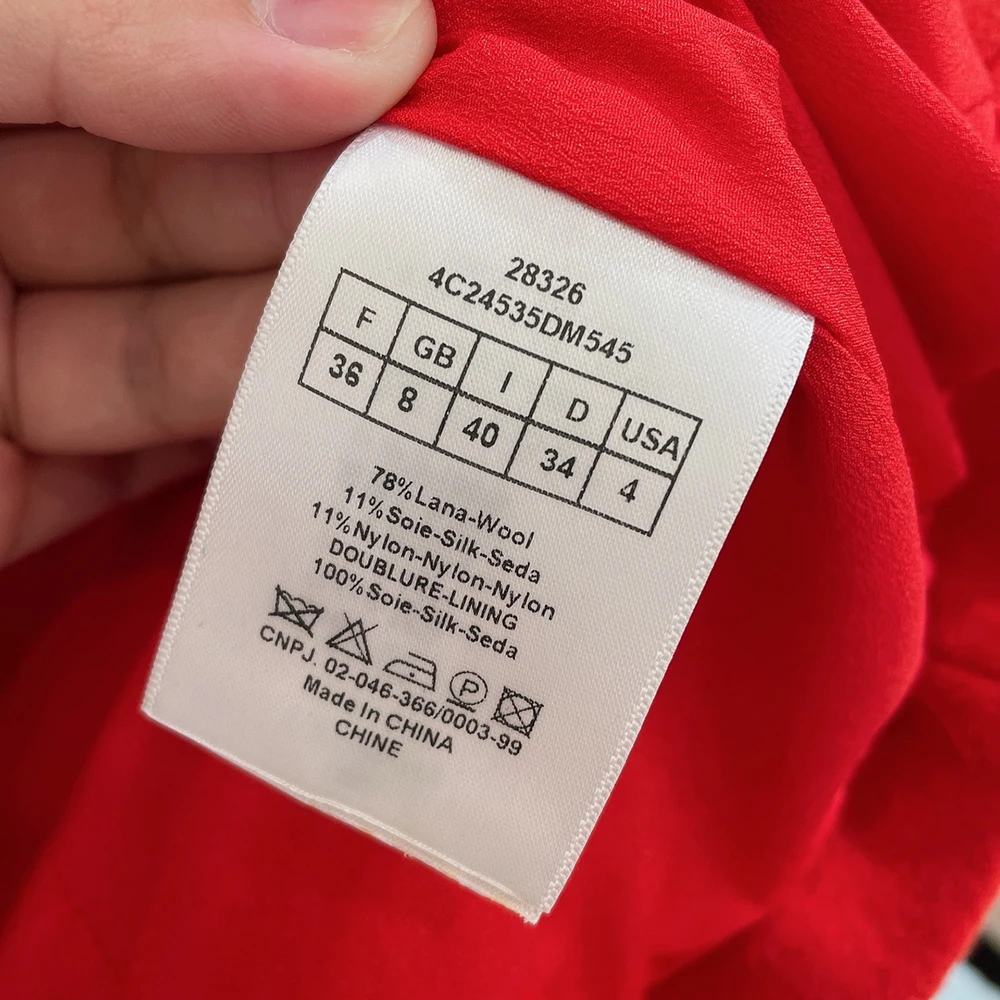 28326
4C24535DM545
F GB I D USA
36 8 40 34 4
78%Lana-Wool
11%Soie-Silk-Seda
11%Nylon-Nylon-Nylon
DOUBLURE-LINING
100%Soie-Silk-Seda
P
CNPJ. 02-046-366/0003-99
Made In CHINA
CHINE